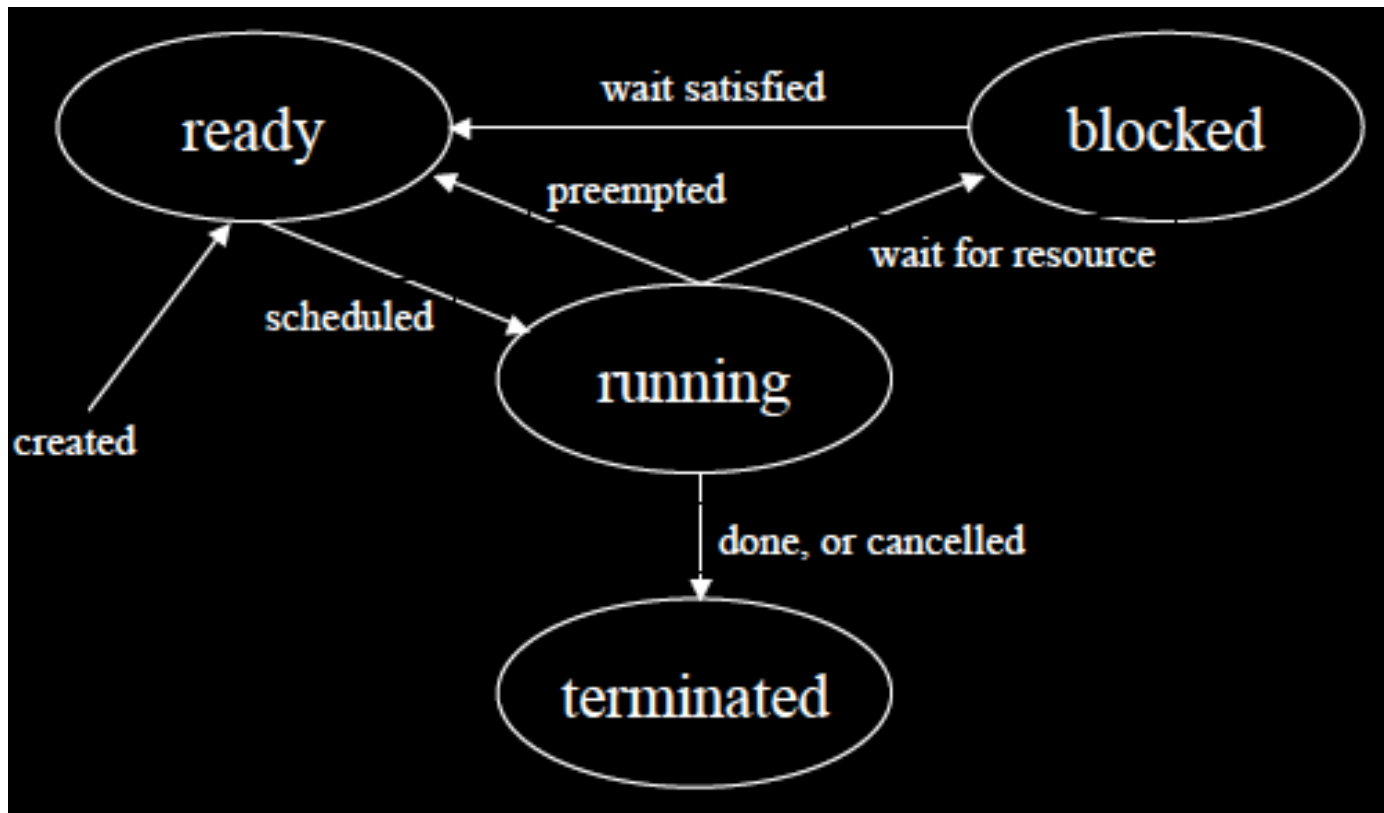 wait satisfied
ready
blocked
preempted
wait for resource
scheduled
running
created
done, or cancelled
terminated